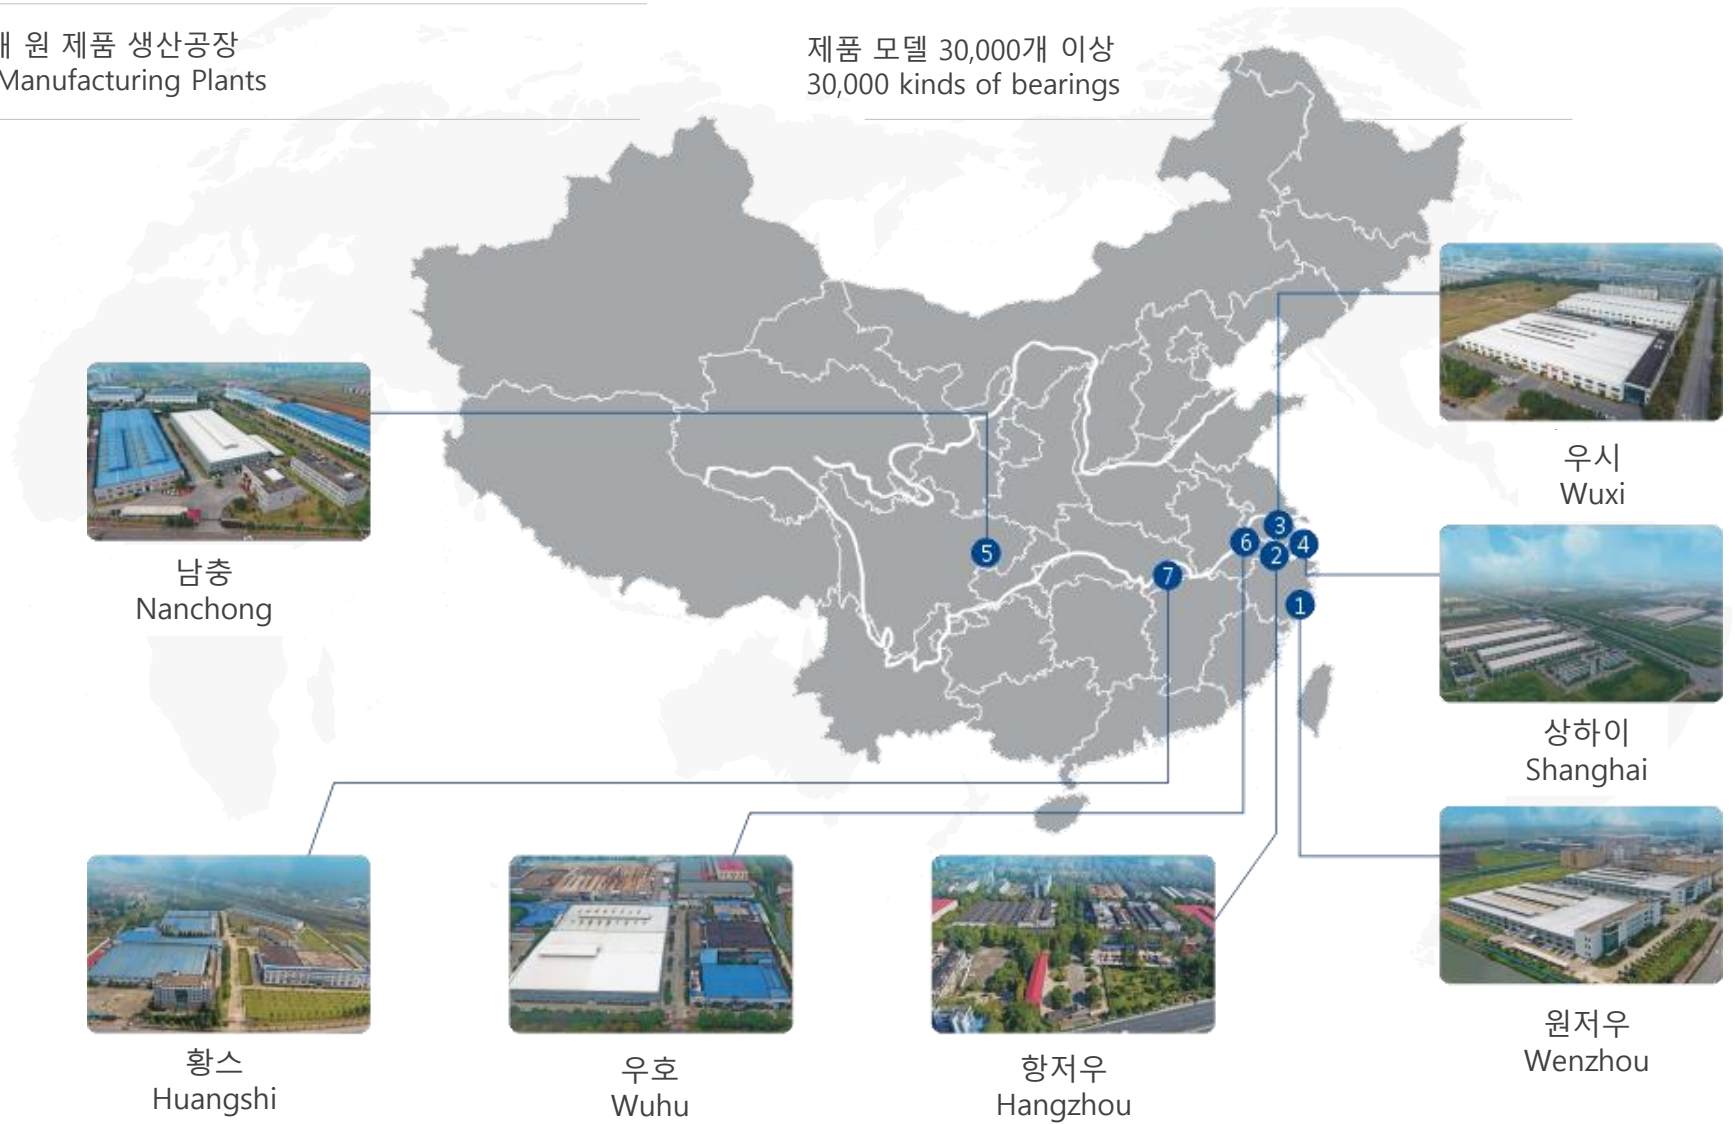 원 제품 생산공장
Manufacturing Plants
제품 모델 30,000개 이상
30,000 kinds of bearings
우시
Wuxi
남충
Nanchong
3
6
4
5
2
7
1
상하이
Shanghai
원저우
Wenzhou
황스
Huangshi
우호
Wuhu
항저우
Hangzhou